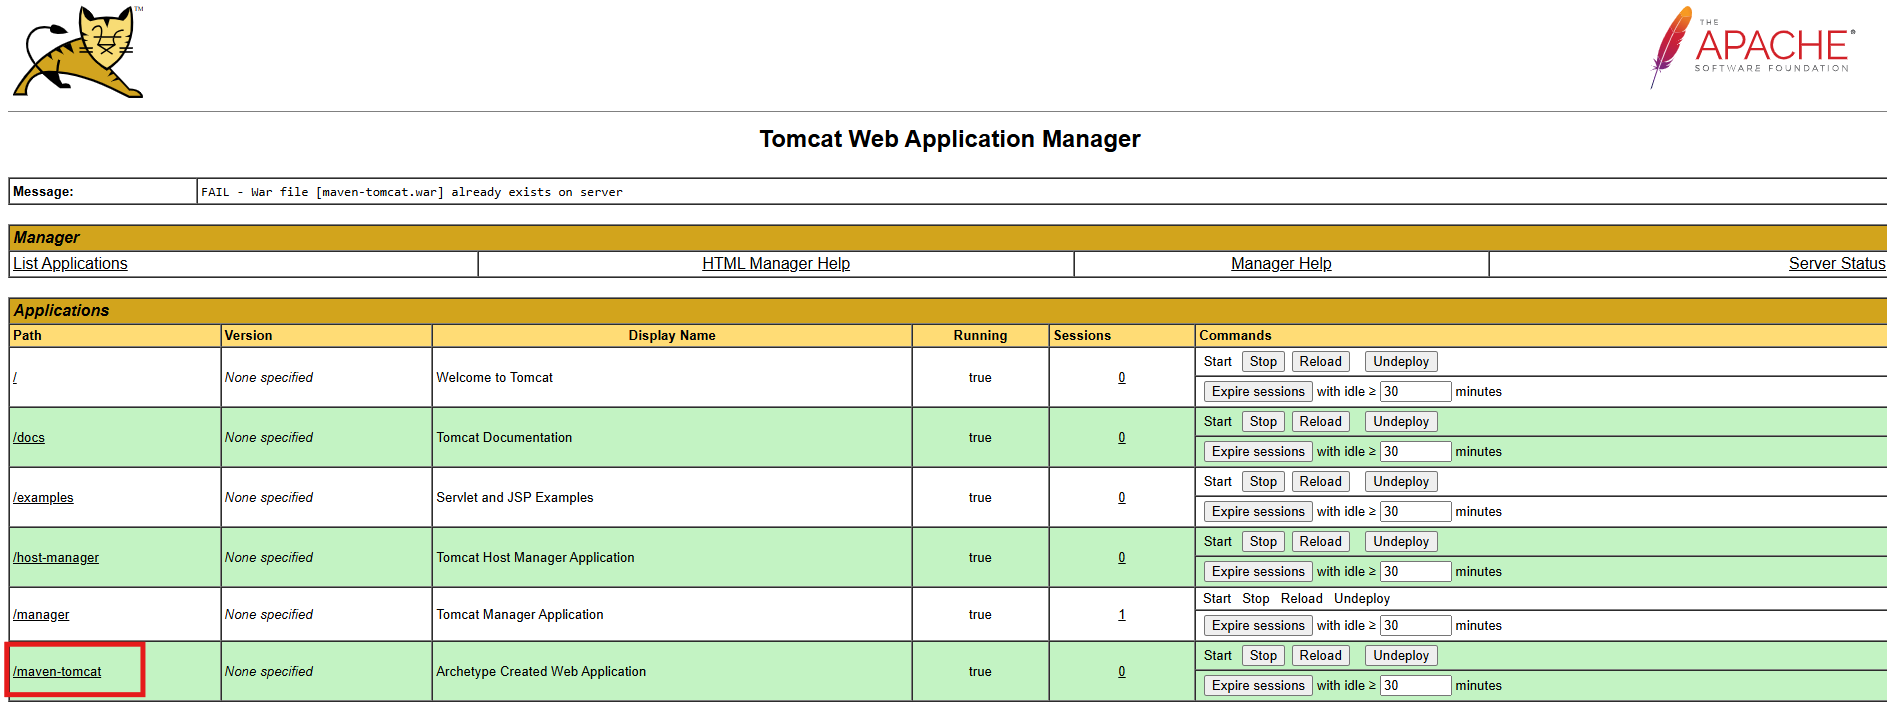 TM
THE
APACHE®
SOFTWARE FOUNDATION
Tomcat Web Application Manager
Message: FAIL - War file [maven-tomcat.war] already exists on server
Manager
List Applications HTML Manager Help Manager Help Server Status
Applications
Path Version Display Name Running Sessions Commands
/ None specified Welcome to Tomcat true 0 Start Stop Reload Undeploy
Expire sessions with idle ≥ 30 minutes
/docs None specified Tomcat Documentation true 0 Start Stop Reload Undeploy
Expire sessions with idle ≥ 30 minutes
/examples None specified Servlet and JSP Examples true 0 Start Stop Reload Undeploy
Expire sessions with idle ≥ 30 minutes
/host-manager None specified Tomcat Host Manager Application true 0 Start Stop Reload Undeploy
Expire sessions with idle ≥ 30 minutes
/manager None specified Tomcat Manager Application true 1 Start Stop Reload Undeploy
Expire sessions with idle ≥ 30 minutes
/maven-tomcat None specified Archetype Created Web Application true 0 Start Stop Reload Undeploy
Expire sessions with idle ≥ 30 minutes